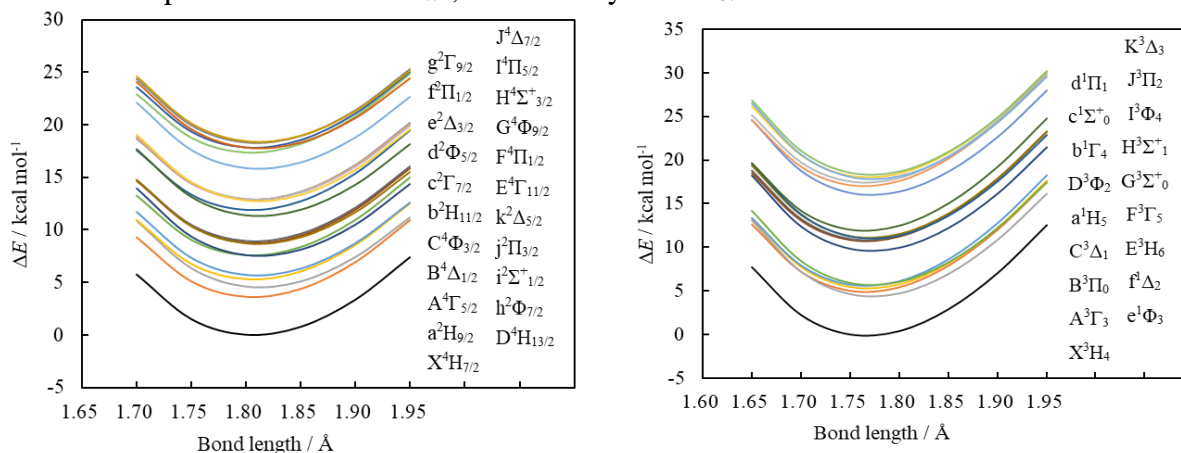 30
25
20
15
10
5
0
-5
ΔE / kcal mol⁻¹
1.65 1.70 1.75 1.80 1.85 1.90 1.95
Bond length / Å
g²Γ₉/₂
f²Π₁/₂
e²Δ₃/₂
d²Φ₅/₂
c²Γ₇/₂
b²H₁₁/₂
C⁴Φ₃/₂
B⁴Δ₁/₂
A⁴Γ₅/₂
a²H₉/₂
X⁴H₇/₂
J⁴Δ₇/₂
I⁴Π₅/₂
H⁴Σ⁺₃/₂
G⁴Φ₉/₂
F⁴Π₁/₂
E⁴Γ₁₁/₂
k²Δ₅/₂
j²Π₃/₂
i²Σ⁺₁/₂
h²Φ₇/₂
D⁴H₁₃/₂
35
30
25
20
15
10
5
0
-5
ΔE / kcal mol⁻¹
1.60 1.65 1.70 1.75 1.80 1.85 1.90 1.95
Bond length / Å
d¹Π₁
c¹Σ⁺₀
b¹Γ₄
D³Φ₂
a¹H₅
C³Δ₁
B³Π₀
A³Γ₃
X³H₄
K³Δ₃
J³Π₂
I³Φ₄
H³Σ⁺₁
G³Σ⁺₀
F³Γ₅
E³H₆
f¹Δ₂
e¹Φ₃